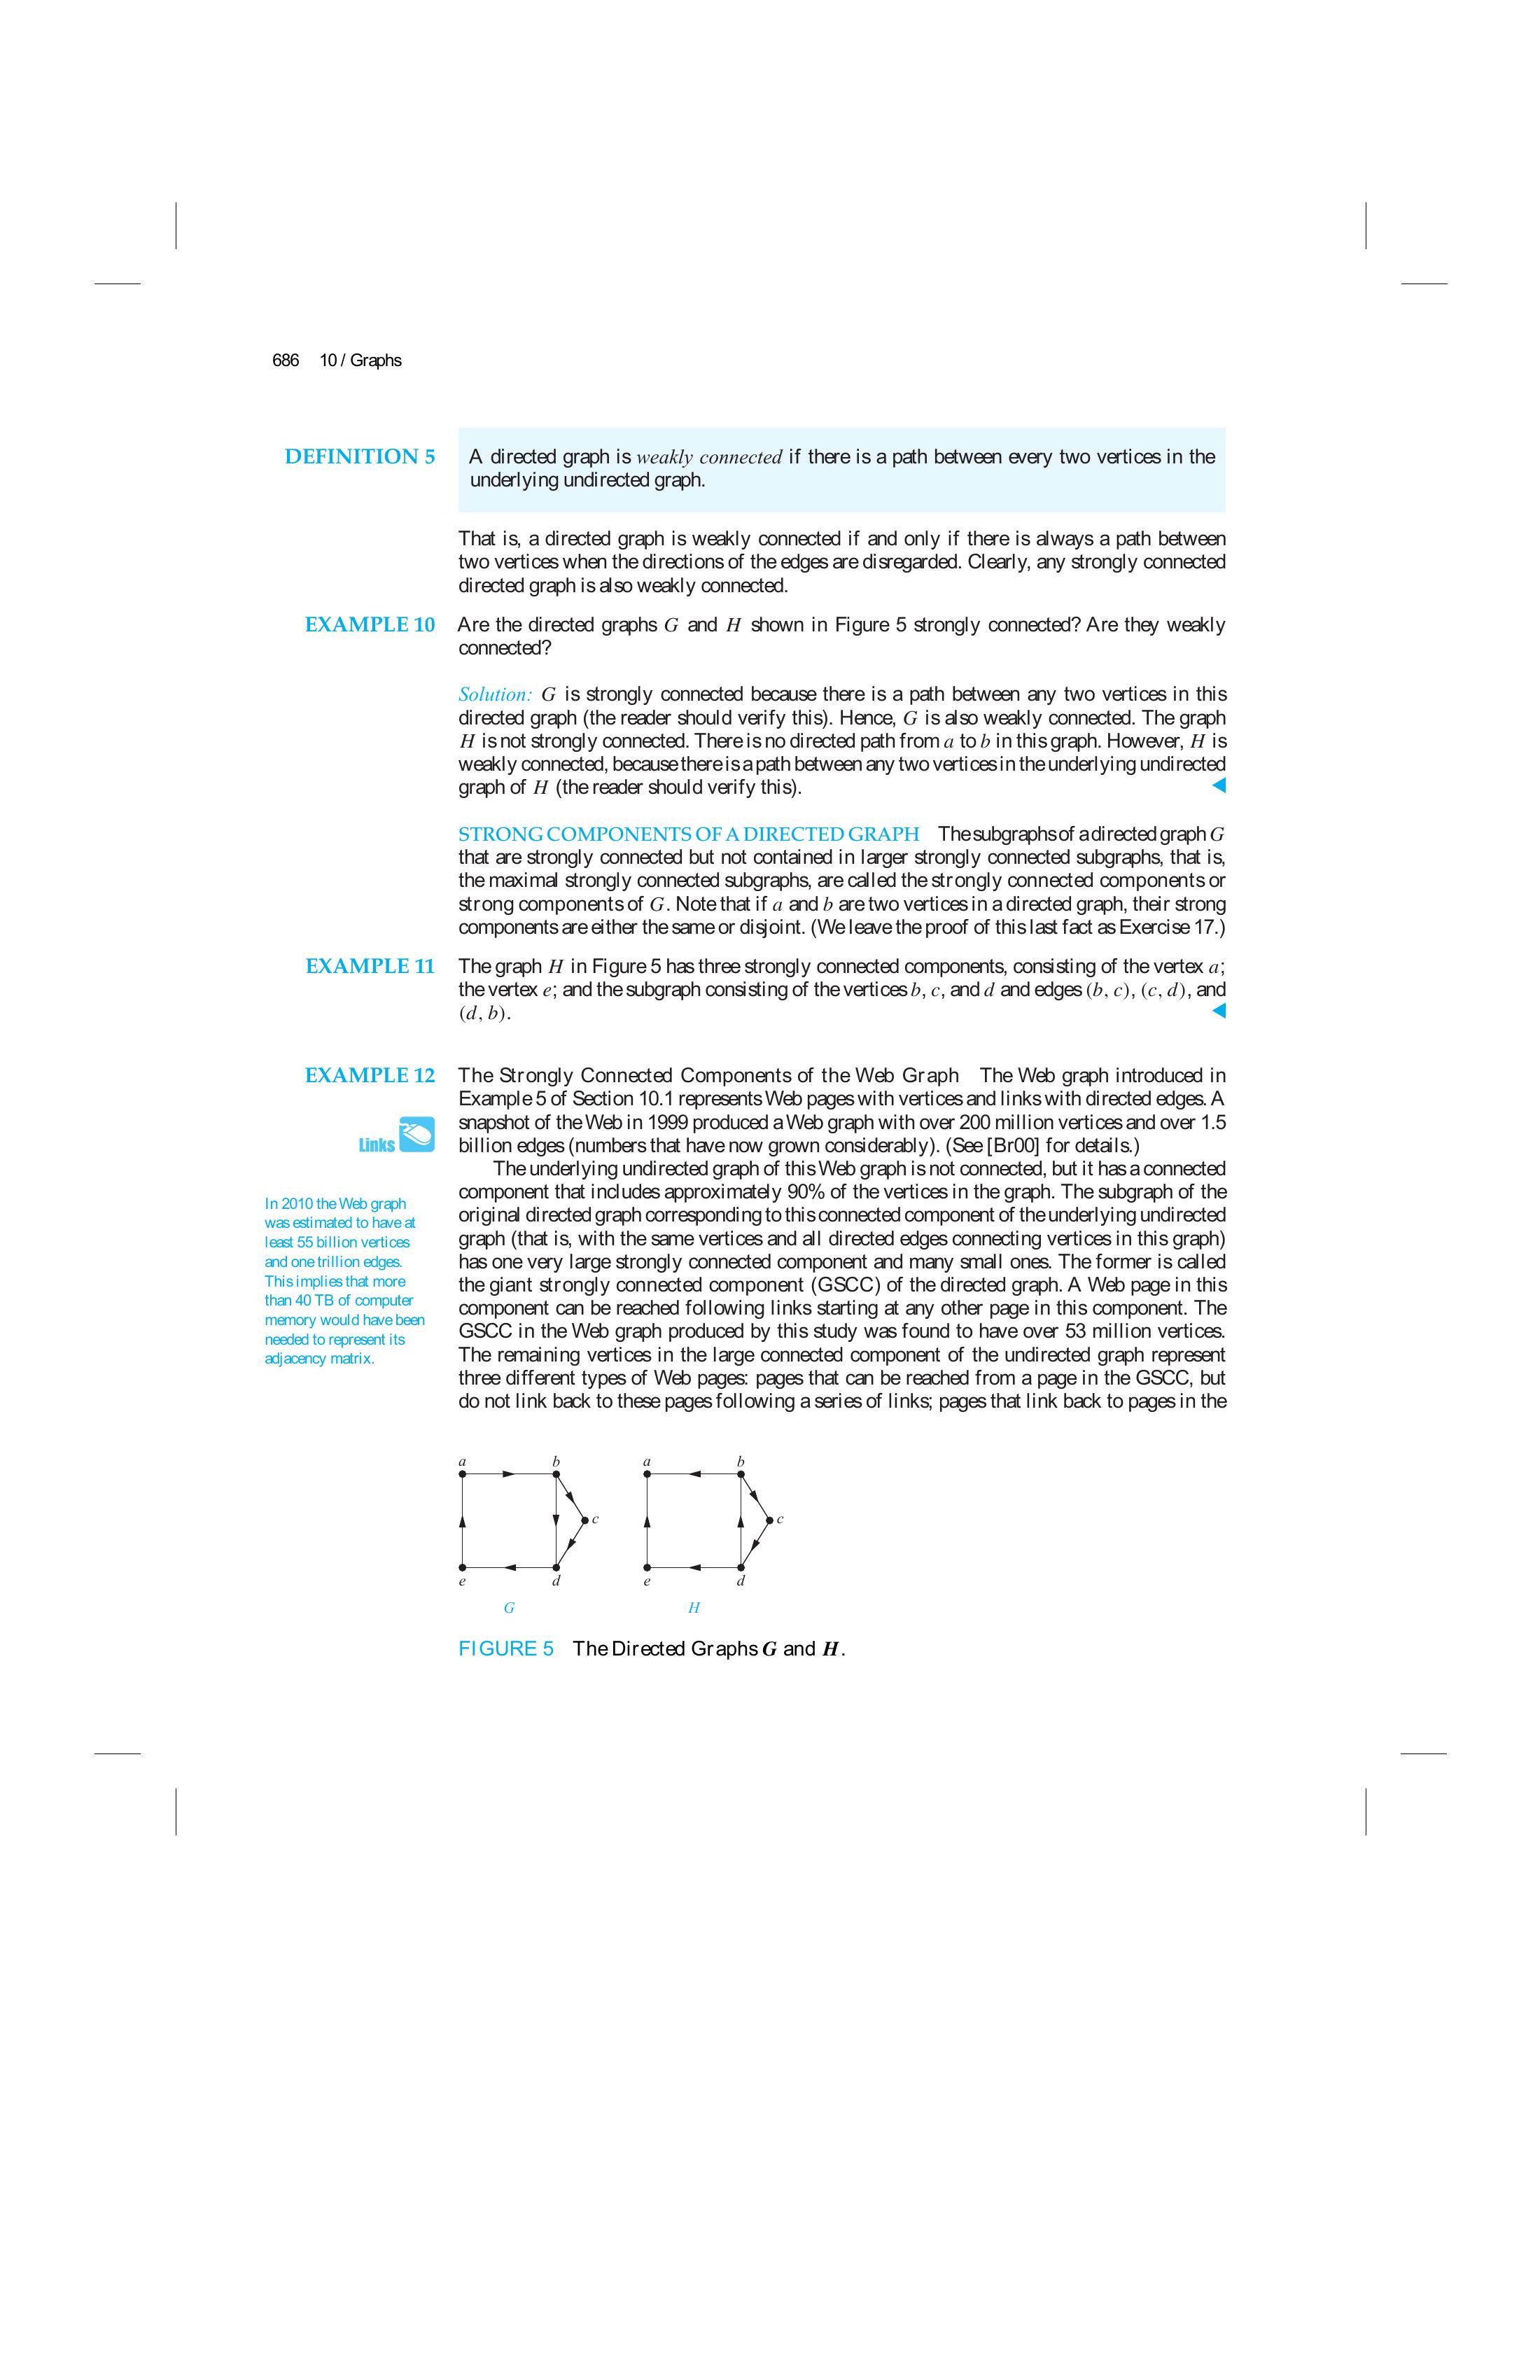 686 10 / Graphs
DEFINITION 5
A directed graph is weakly connected if there is a path between every two vertices in the
underlying undirected graph.
That is, a directed graph is weakly connected if and only if there is always a path between
two vertices when the directions of the edges are disregarded. Clearly, any strongly connected
directed graph is also weakly connected.
EXAMPLE 10
Are the directed graphs G and H shown in Figure 5 strongly connected? Are they weakly
connected?
Solution: G is strongly connected because there is a path between any two vertices in this
directed graph (the reader should verify this). Hence, G is also weakly connected. The graph
H is not strongly connected. There is no directed path from a to b in this graph. However, H is
weakly connected, because there is a path between any two vertices in the underlying undirected
graph of H (the reader should verify this).
STRONG COMPONENTS OF A DIRECTED GRAPH The subgraphs of a directed graph G
that are strongly connected but not contained in larger strongly connected subgraphs, that is,
the maximal strongly connected subgraphs, are called the strongly connected components or
strong components of G. Note that if a and b are two vertices in a directed graph, their strong
components are either the same or disjoint. (We leave the proof of this last fact as Exercise 17.)
EXAMPLE 11
The graph H in Figure 5 has three strongly connected components, consisting of the vertex a;
the vertex e; and the subgraph consisting of the vertices b, c, and d and edges (b, c), (c, d), and
(d, b).
EXAMPLE 12
The Strongly Connected Components of the Web Graph The Web graph introduced in
Example 5 of Section 10.1 represents Web pages with vertices and links with directed edges. A
snapshot of the Web in 1999 produced a Web graph with over 200 million vertices and over 1.5
billion edges (numbers that have now grown considerably). (See [Br00] for details.)
Links
The underlying undirected graph of this Web graph is not connected, but it has a connected
component that includes approximately 90% of the vertices in the graph. The subgraph of the
original directed graph corresponding to this connected component of the underlying undirected
graph (that is, with the same vertices and all directed edges connecting vertices in this graph)
has one very large strongly connected component and many small ones. The former is called
the giant strongly connected component (GSCC) of the directed graph. A Web page in this
component can be reached following links starting at any other page in this component. The
GSCC in the Web graph produced by this study was found to have over 53 million vertices.
The remaining vertices in the large connected component of the undirected graph represent
three different types of Web pages: pages that can be reached from a page in the GSCC, but
do not link back to these pages following a series of links; pages that link back to pages in the
In 2010 the Web graph
was estimated to have at
least 55 billion vertices
and one trillion edges.
This implies that more
than 40 TB of computer
memory would have been
needed to represent its
adjacency matrix.
a b a b
c c
e d e d
G H
FIGURE 5 The Directed Graphs G and H.